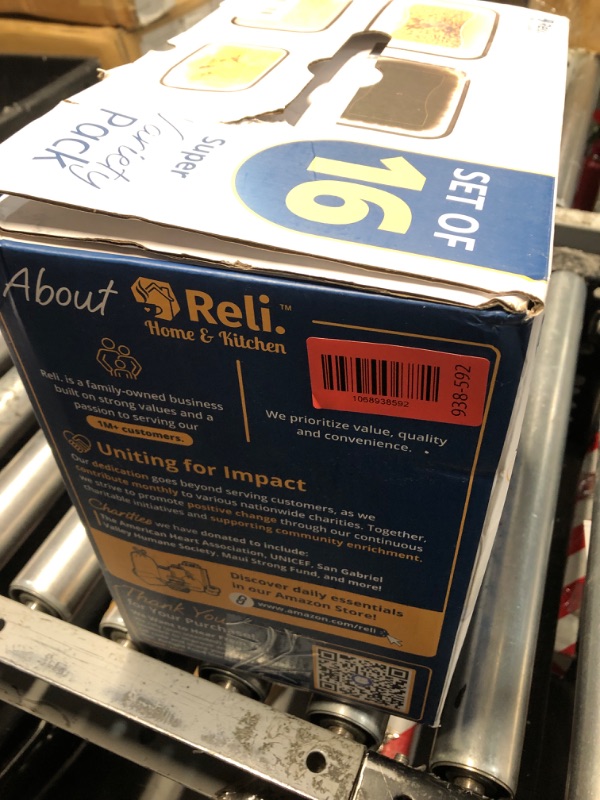 Super
Variety
Pack
SET OF
16
About Reli.™
Home & Kitchen
Reli. is a family-owned business
built on strong values and a
passion to serving our
1M+ customers.
We prioritize value, quality
and convenience.
1068938592
938-592
Uniting for Impact
Our dedication goes beyond serving customers, as we
contribute monthly to various nationwide charities. Together,
we strive to promote positive change through our continuous
charitable initiatives and supporting community enrichment.
Charities we have donated to include:
The American Heart Association, UNICEF, San Gabriel
Valley Humane Society, Maui Strong Fund, and more!
Discover daily essentials
in our Amazon Store!
www.amazon.com/reli
Thank You
for Your Purchase